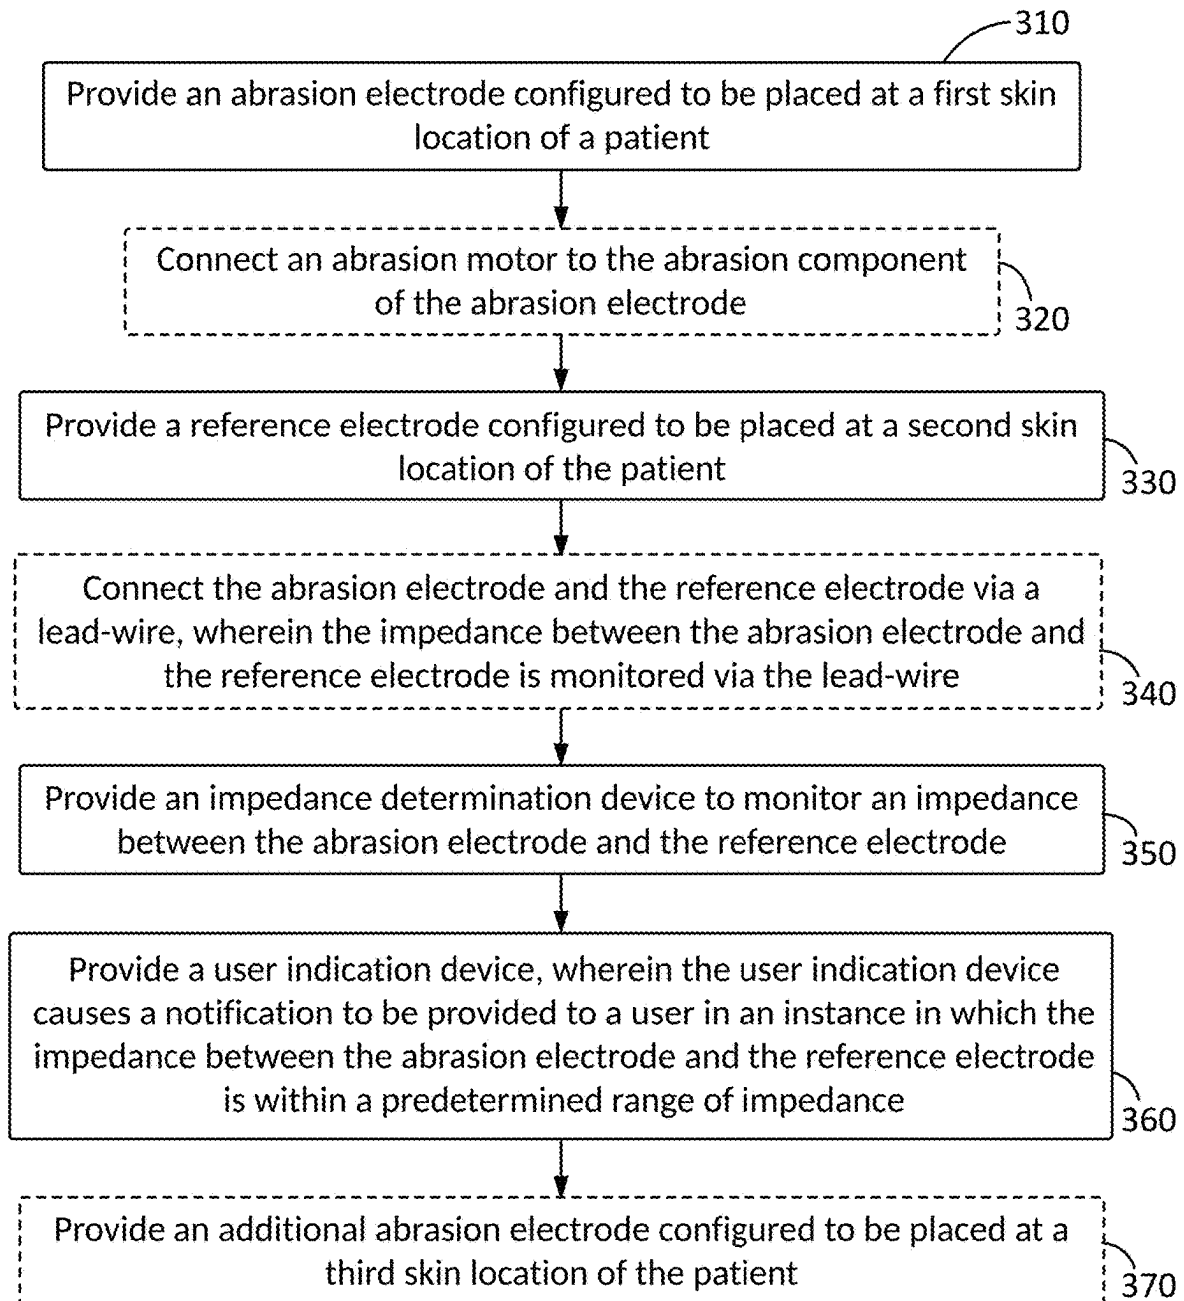 310
Provide an abrasion electrode configured to be placed at a first skin
location of a patient
Connect an abrasion motor to the abrasion component
of the abrasion electrode
320
Provide a reference electrode configured to be placed at a second skin
location of the patient
330
Connect the abrasion electrode and the reference electrode via a
lead-wire, wherein the impedance between the abrasion electrode and
the reference electrode is monitored via the lead-wire
340
Provide an impedance determination device to monitor an impedance
between the abrasion electrode and the reference electrode
350
Provide a user indication device, wherein the user indication device
causes a notification to be provided to a user in an instance in which the
impedance between the abrasion electrode and the reference electrode
is within a predetermined range of impedance
360
Provide an additional abrasion electrode configured to be placed at a
third skin location of the patient
370